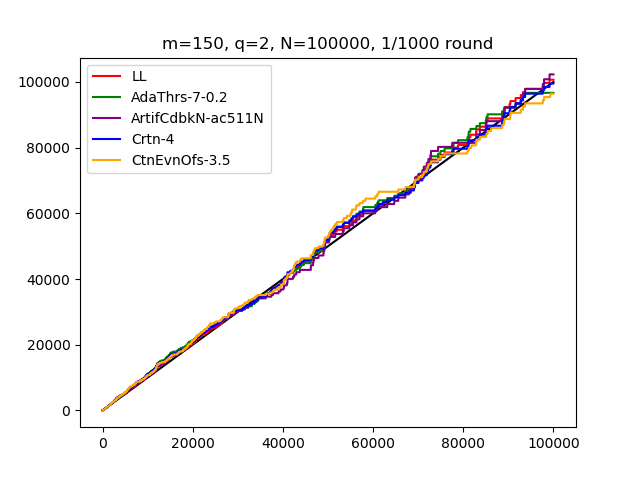 m=150, q=2, N=100000, 1/1000 round
LL
AdaThrs-7-0.2
ArtifCdbkN-ac511N
Crtn-4
CtnEvnOfs-3.5
100000
80000
60000
40000
20000
0
0 20000 40000 60000 80000 100000